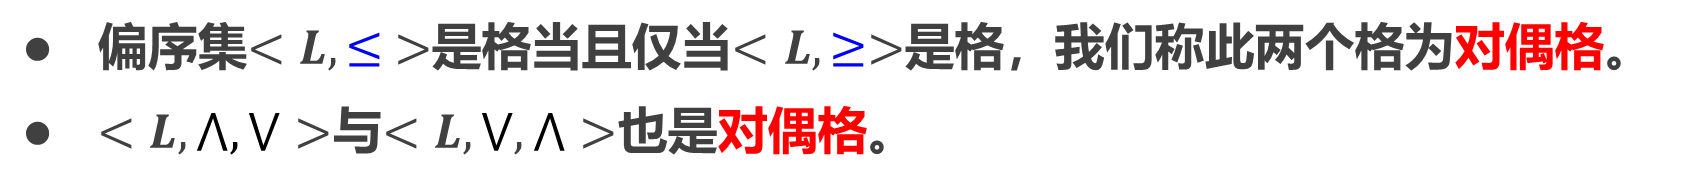 ● 偏序集< L,≤ >是格当且仅当< L,≥>是格，我们称此两个格为对偶格。
● < L,∧,∨ >与< L,∨,∧ >也是对偶格。